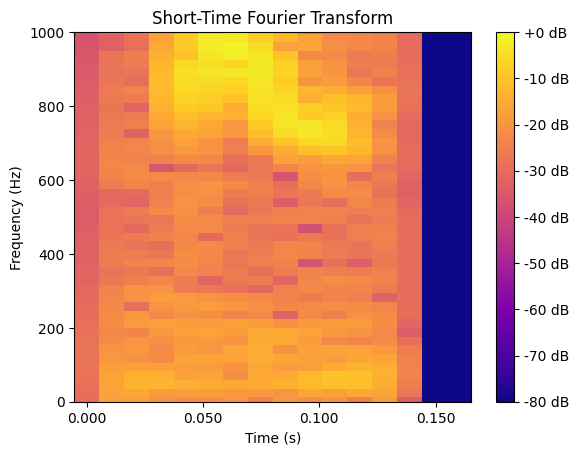 Short-Time Fourier Transform
1000
800
600
400
200
0
Frequency (Hz)
0.000
0.050
0.100
0.150
Time (s)
+0 dB
-10 dB
-20 dB
-30 dB
-40 dB
-50 dB
-60 dB
-70 dB
-80 dB